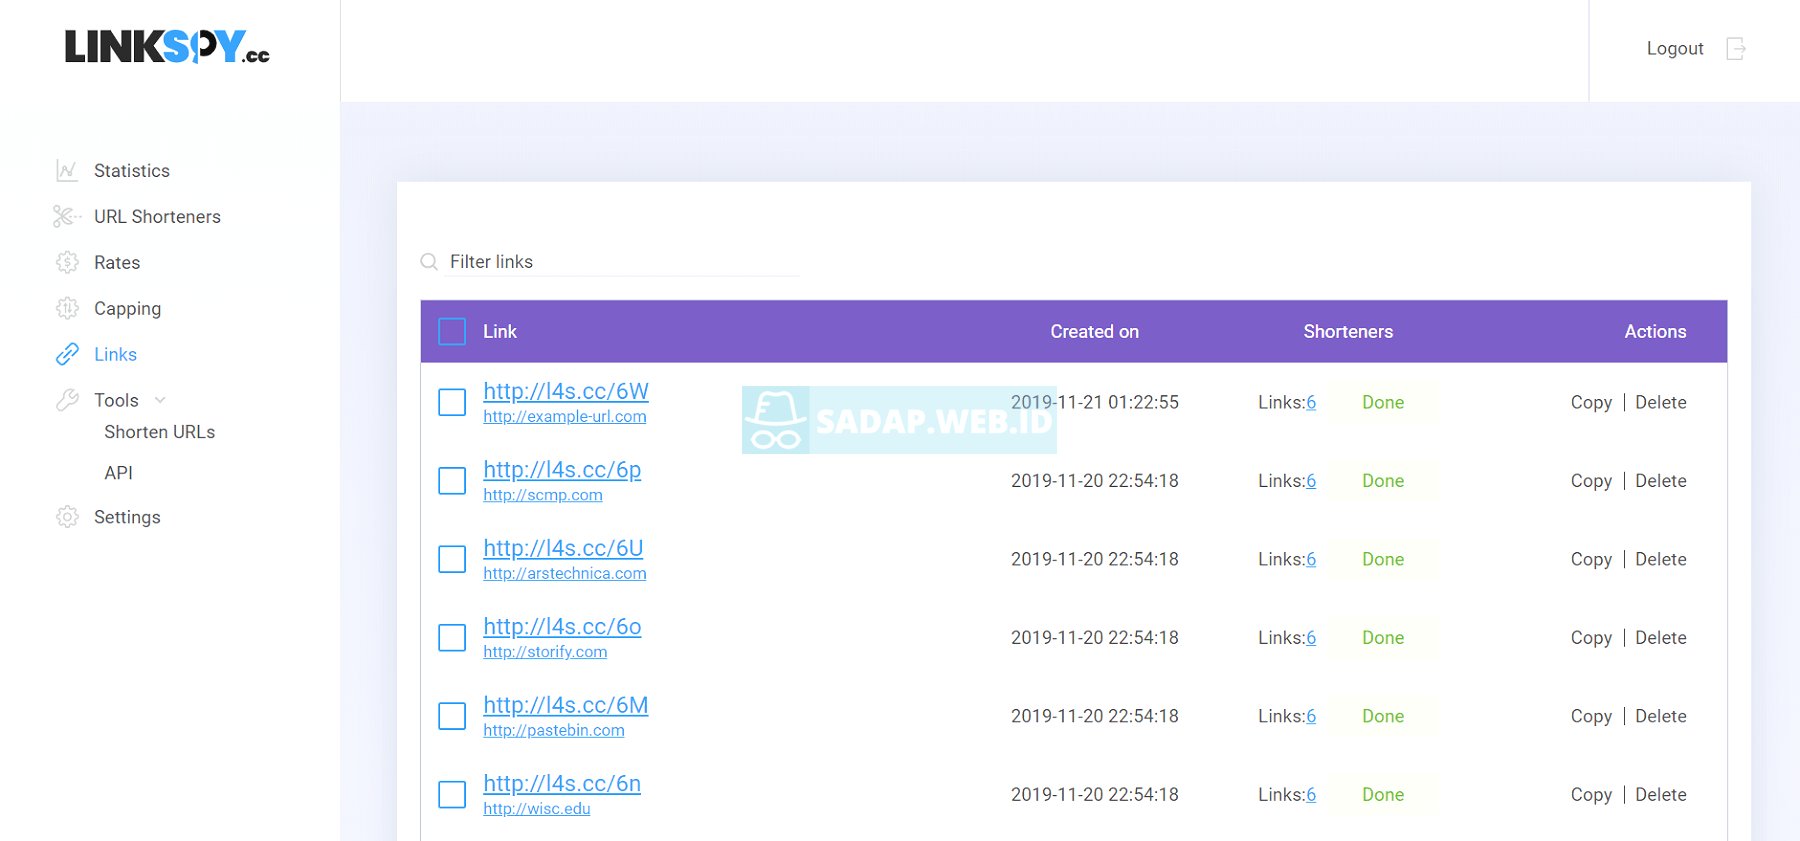 LINKSPY.cc
Logout
Statistics
URL Shorteners
Rates
Capping
Links
Tools
Shorten URLs
API
Settings
Filter links
Link Created on Shorteners Actions
http://l4s.cc/6W
http://example-url.com
2019-11-21 01:22:55 Links:6 Done Copy | Delete
SADAP.WEB.ID
http://l4s.cc/6p
http://scmp.com
2019-11-20 22:54:18 Links:6 Done Copy | Delete
http://l4s.cc/6U
http://arstechnica.com
2019-11-20 22:54:18 Links:6 Done Copy | Delete
http://l4s.cc/6o
http://storify.com
2019-11-20 22:54:18 Links:6 Done Copy | Delete
http://l4s.cc/6M
http://pastebin.com
2019-11-20 22:54:18 Links:6 Done Copy | Delete
http://l4s.cc/6n
http://wisc.edu
2019-11-20 22:54:18 Links:6 Done Copy | Delete